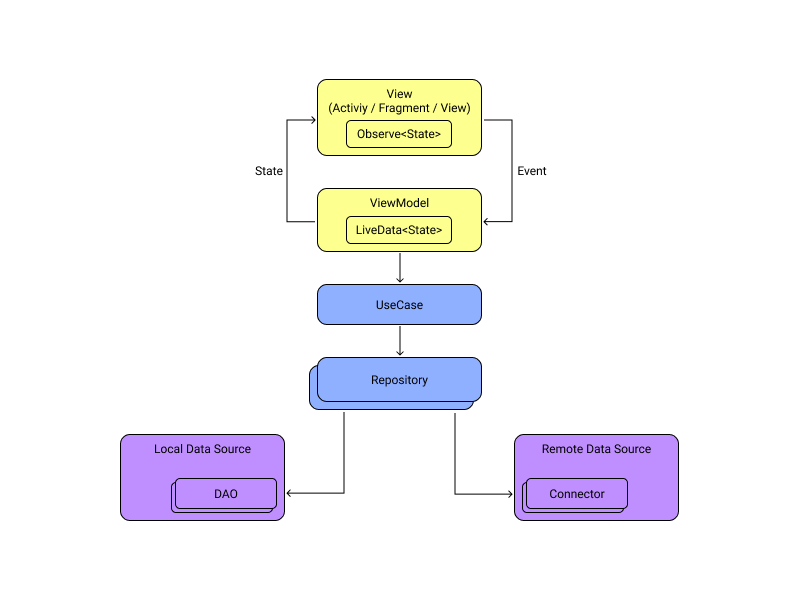 View
(Activiy / Fragment / View)
Observe<State>
State
Event
ViewModel
LiveData<State>
UseCase
Repository
Local Data Source
DAO
Remote Data Source
Connector